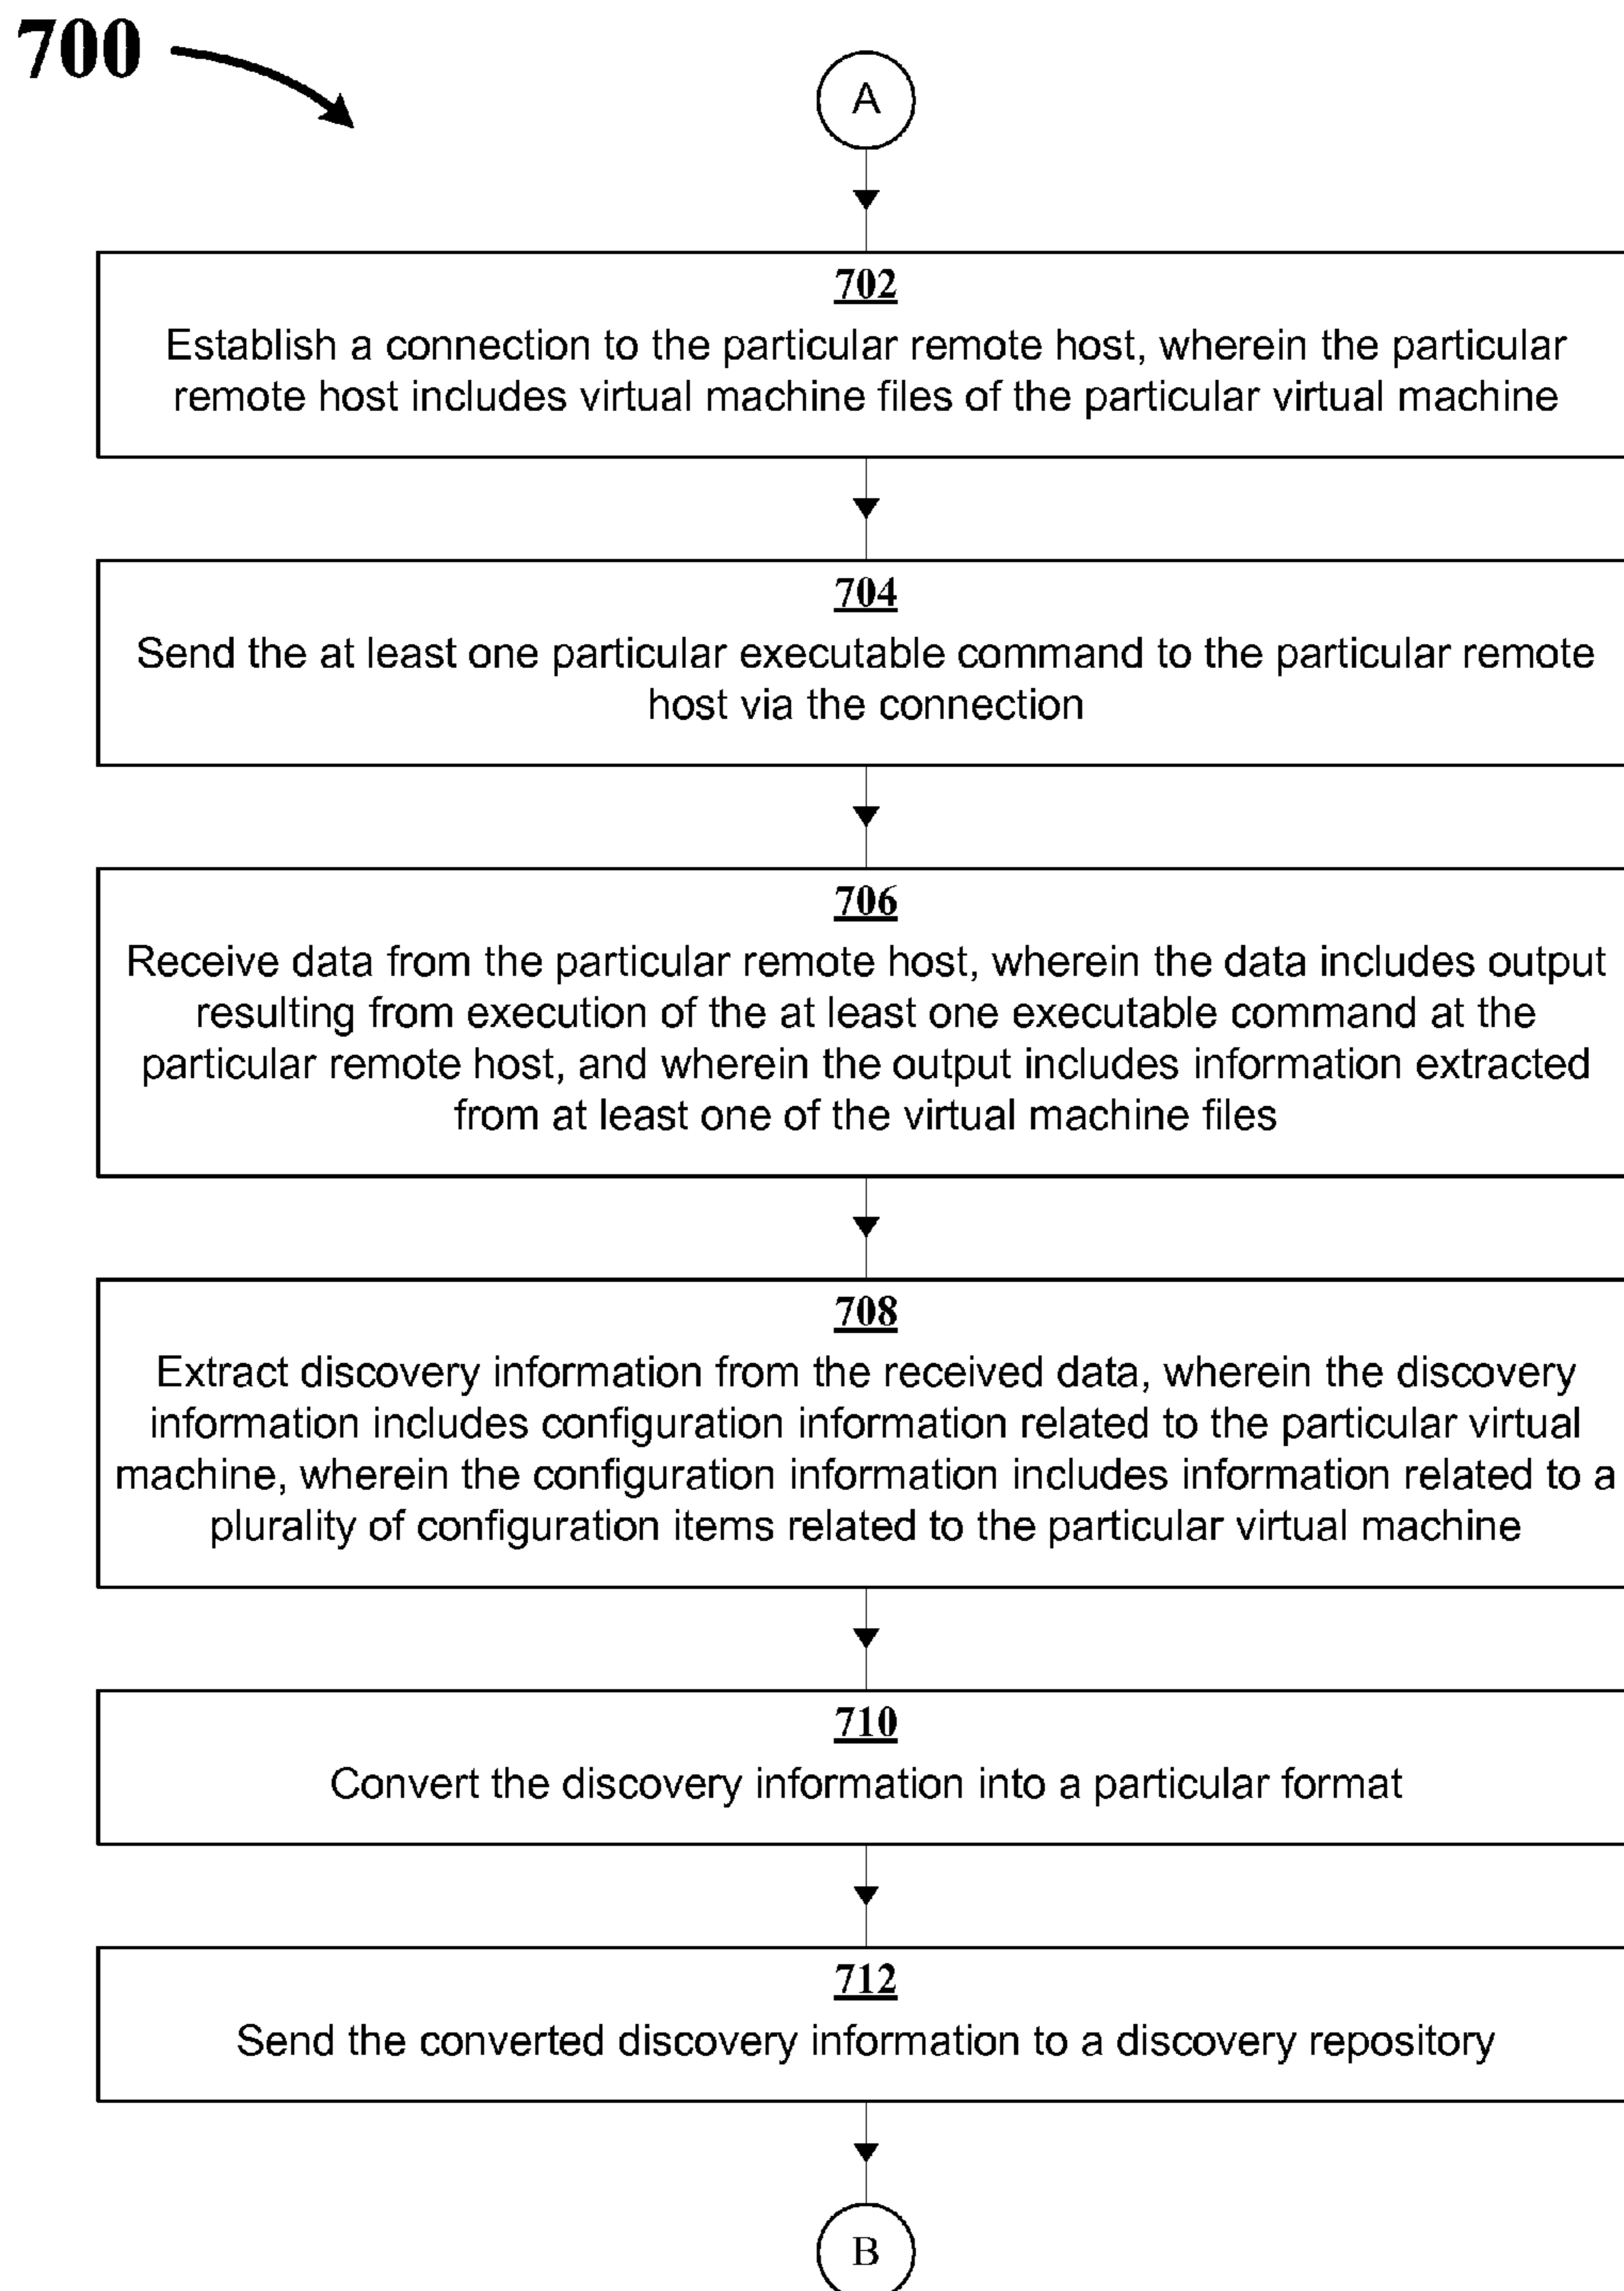 700
A
702
Establish a connection to the particular remote host, wherein the particular
remote host includes virtual machine files of the particular virtual machine
704
Send the at least one particular executable command to the particular remote
host via the connection
706
Receive data from the particular remote host, wherein the data includes output
resulting from execution of the at least one executable command at the
particular remote host, and wherein the output includes information extracted
from at least one of the virtual machine files
708
Extract discovery information from the received data, wherein the discovery
information includes configuration information related to the particular virtual
machine, wherein the configuration information includes information related to a
plurality of configuration items related to the particular virtual machine
710
Convert the discovery information into a particular format
712
Send the converted discovery information to a discovery repository
B